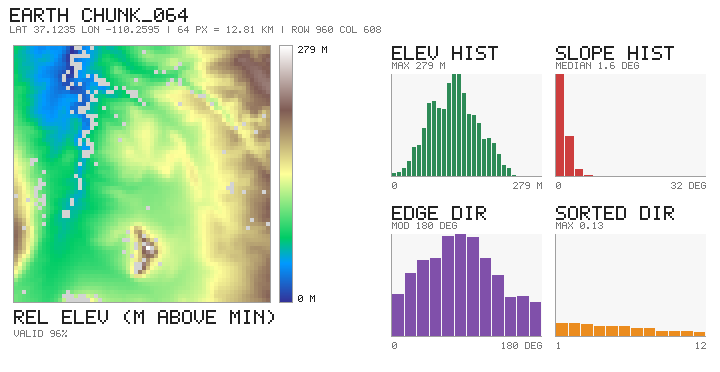 EARTH CHUNK_064
LAT 37.1235 LON -110.2595 | 64 PX = 12.81 KM | ROW 960 COL 608
279 M
0 M
REL ELEV (M ABOVE MIN)
VALID 96%
ELEV HIST
MAX 279 M
0 279 M
SLOPE HIST
MEDIAN 1.6 DEG
0 32 DEG
EDGE DIR
MOD 180 DEG
0 180 DEG
SORTED DIR
MAX 0.13
1 12